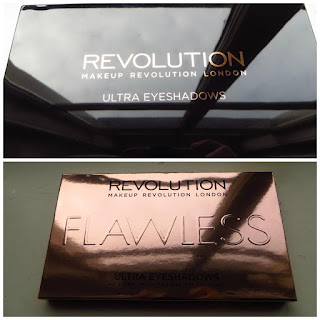 REVOLUTION
MAKEUP REVOLUTION LONDON
ULTRA EYESHADOWS
REVOLUTION
MAKEUP REVOLUTION LONDON
FLAWLESS
ULTRA EYESHADOWS